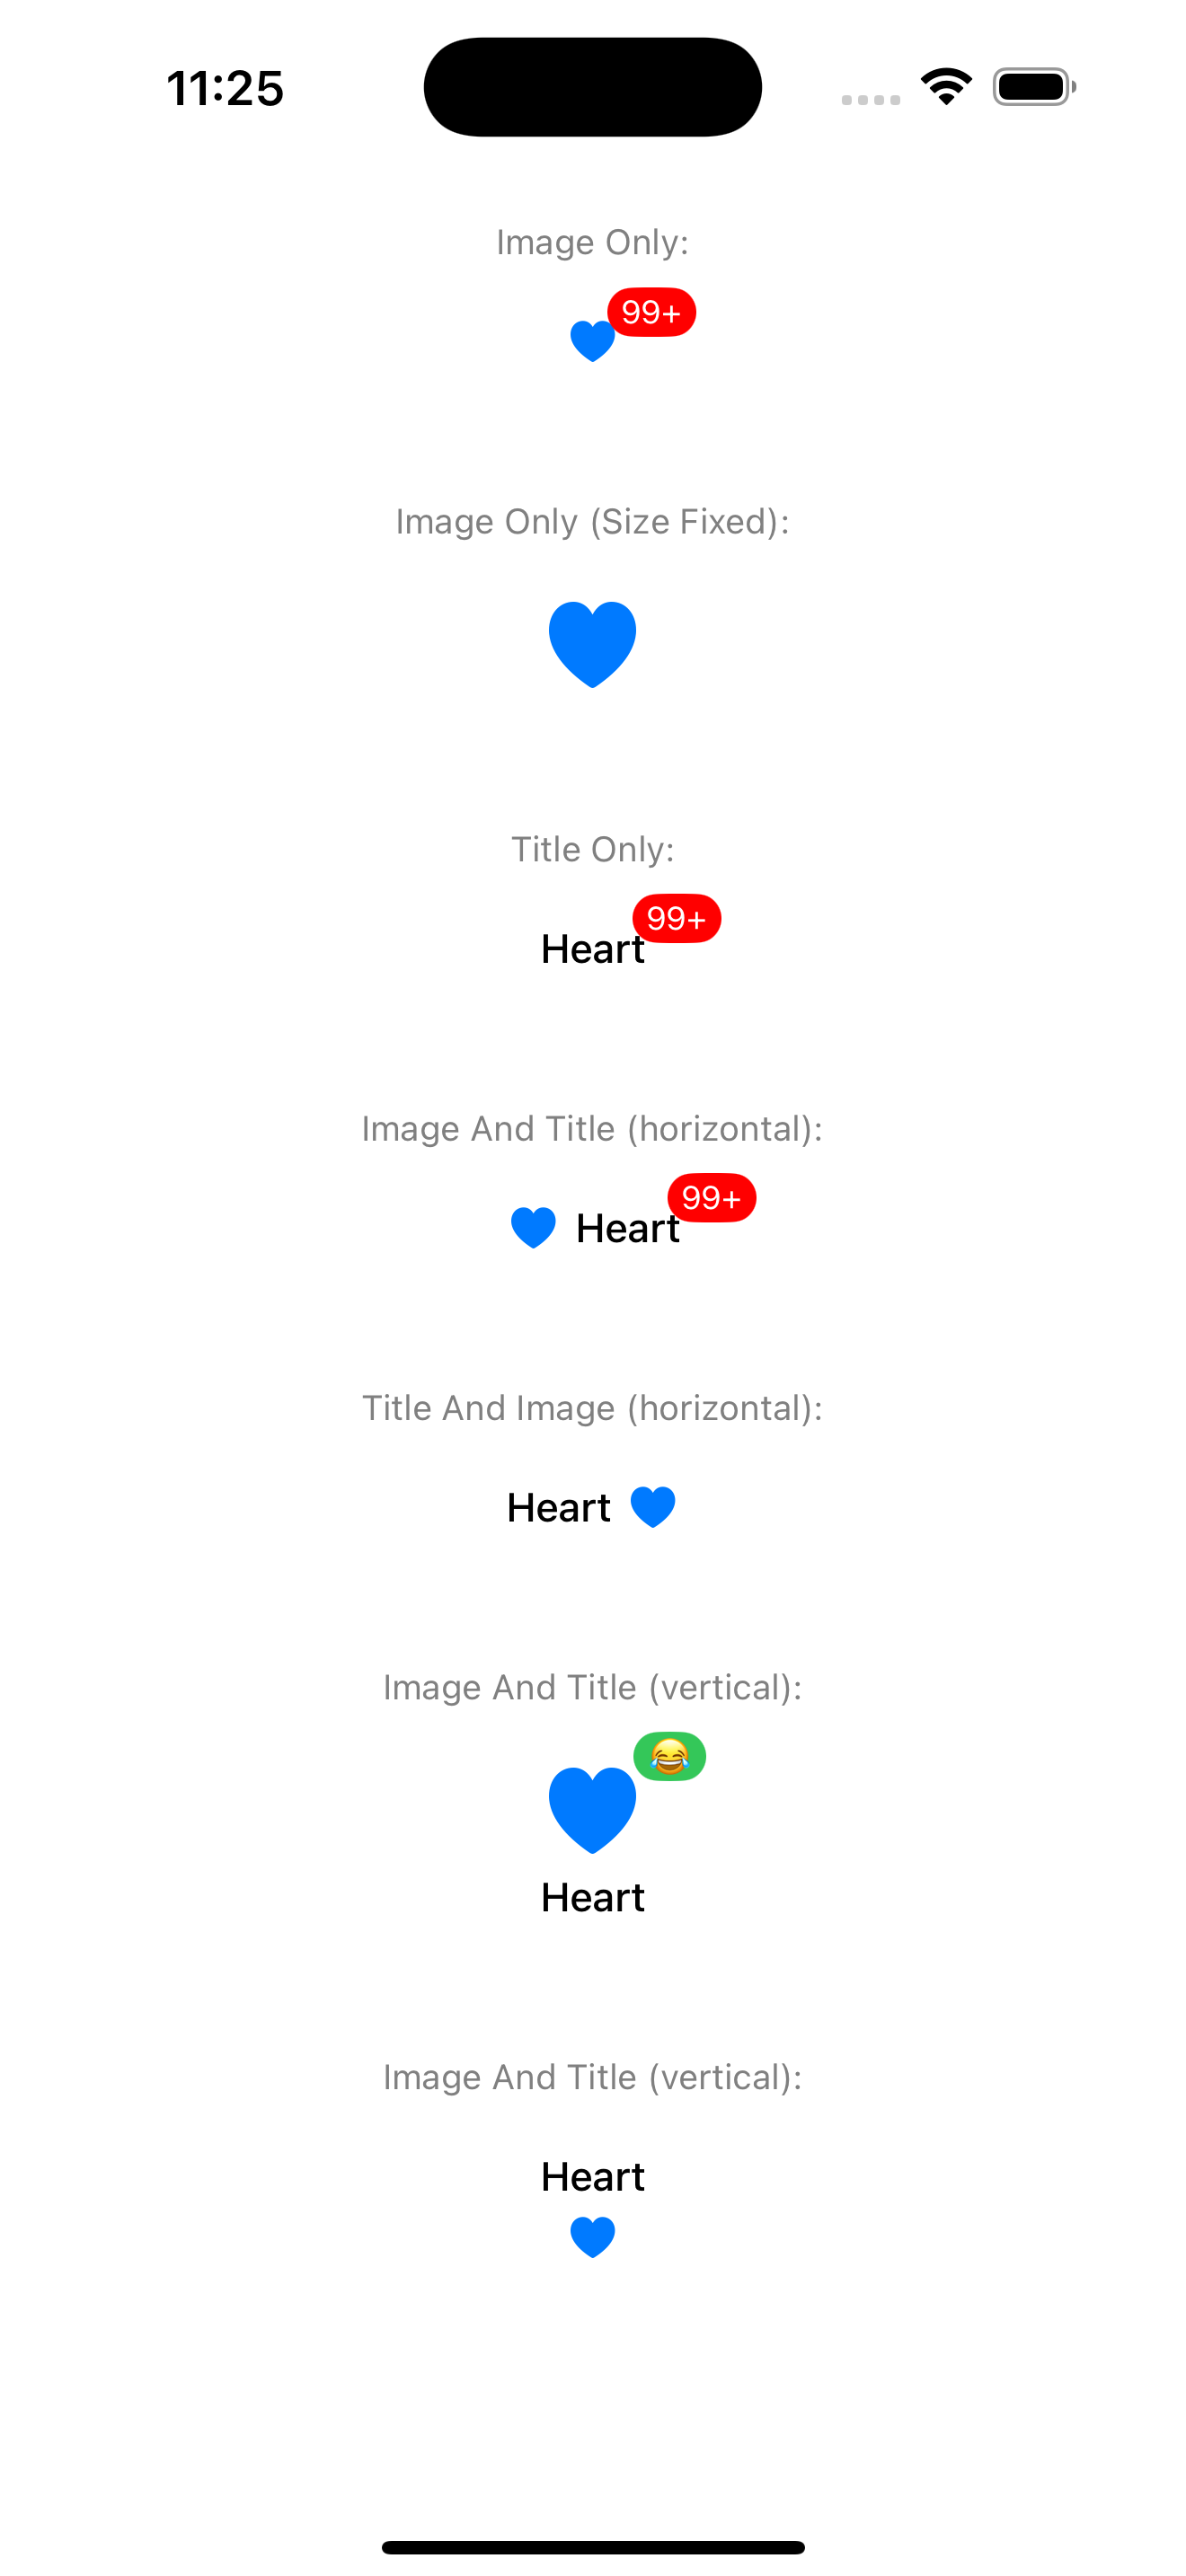 11:25
Image Only:
99+
Image Only (Size Fixed):
Title Only:
99+
Heart
Image And Title (horizontal):
99+
Heart
Title And Image (horizontal):
Heart
Image And Title (vertical):
😂
Heart
Image And Title (vertical):
Heart